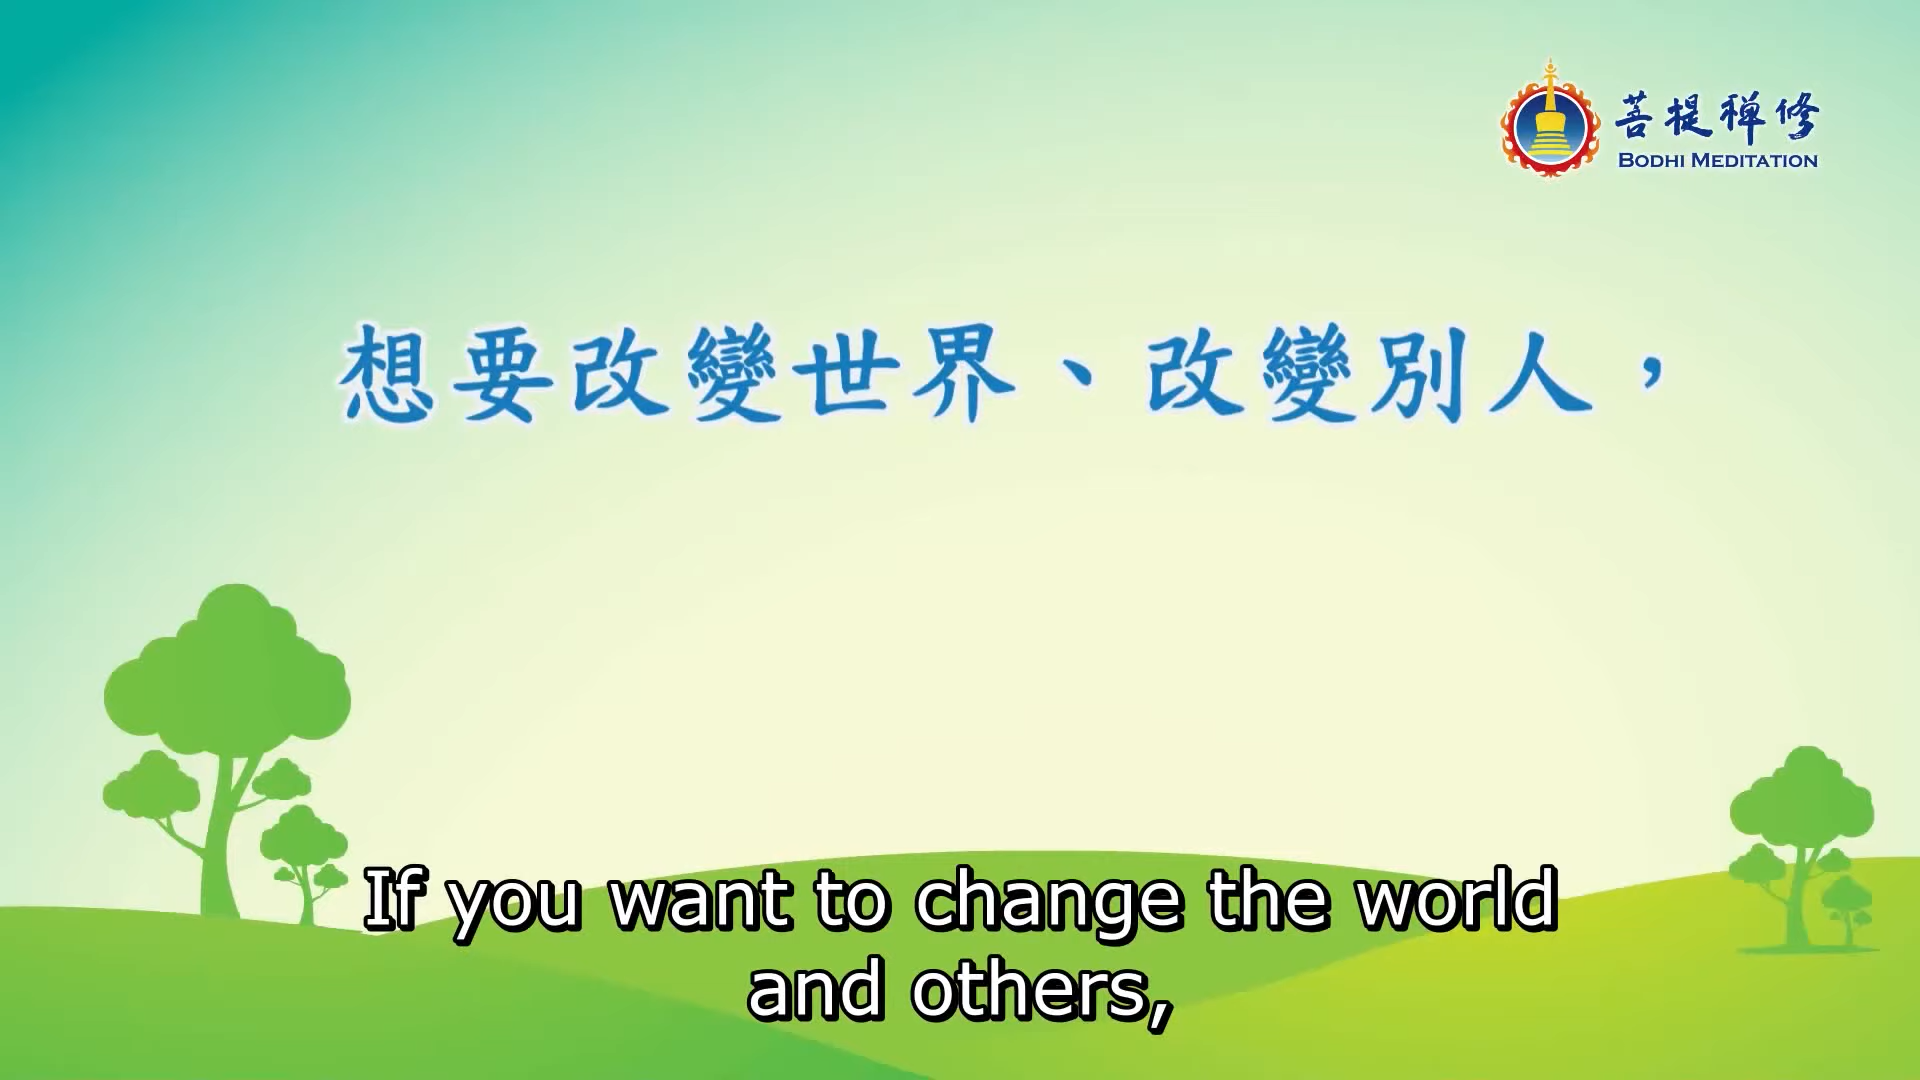 菩提禪修
BODHI MEDITATION
想要改變世界、改變別人，
If you want to change the world
and others,